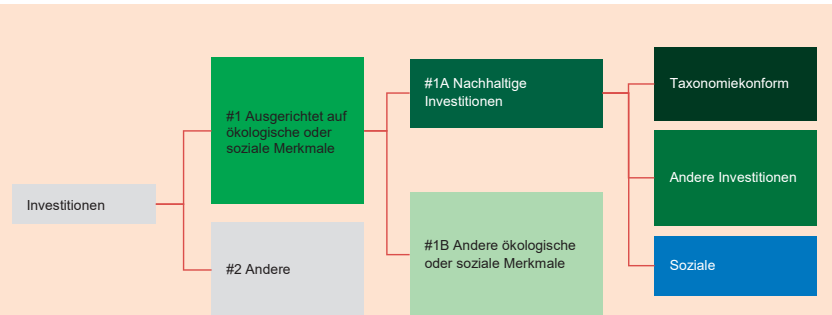 Investitionen
#1 Ausgerichtet auf
ökologische oder
soziale Merkmale
#2 Andere
#1A Nachhaltige
Investitionen
#1B Andere ökologische
oder soziale Merkmale
Taxonomiekonform
Andere Investitionen
Soziale